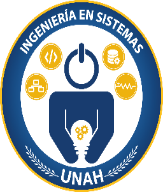 INGENIERÍA EN SISTEMAS
UNAH